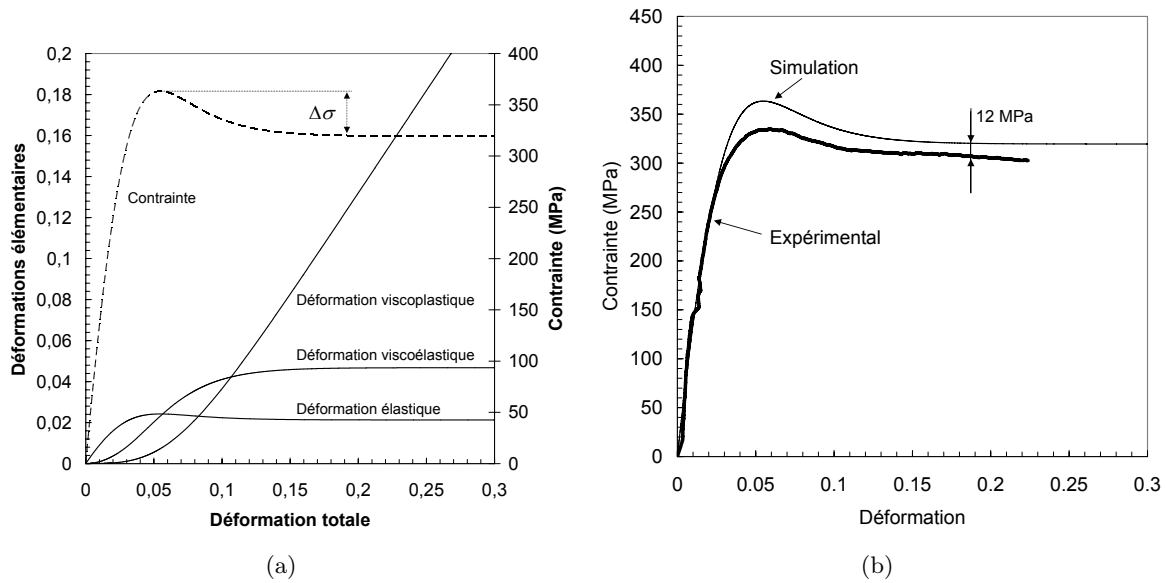 0,2
0,18
0,16
0,14
0,12
0,1
0,08
0,06
0,04
0,02
0
Déformations élémentaires
0
0,05
0,1
0,15
0,2
0,25
0,3
Déformation totale
400
350
300
250
200
150
100
50
0
Contrainte (MPa)
Δσ
Contrainte
Déformation viscoplastique
Déformation viscoélastique
Déformation élastique
(a)
450
400
350
300
250
200
150
100
50
0
Contrainte (MPa)
0
0.05
0.1
0.15
0.2
0.25
0.3
Déformation
Simulation
12 MPa
Expérimental
(b)